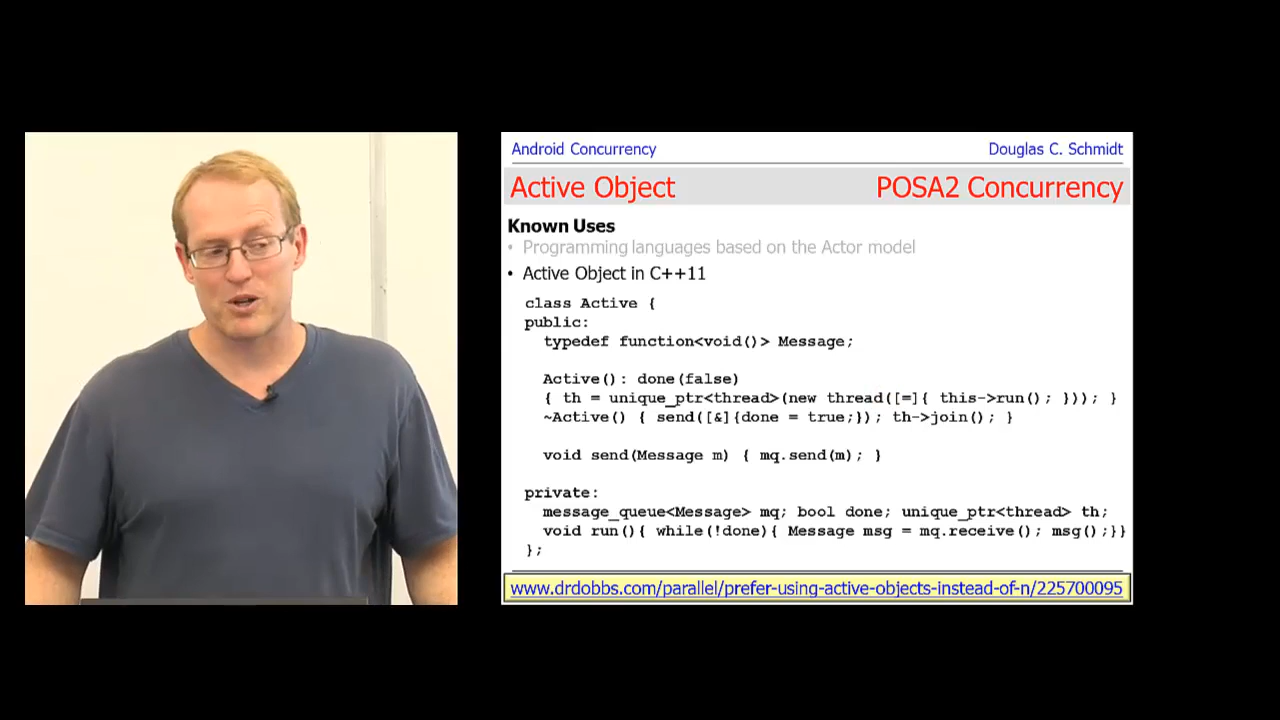 Android Concurrency Douglas C. Schmidt
Active Object POSA2 Concurrency
Known Uses
• Programming languages based on the Actor model
• Active Object in C++11
class Active {
public:
typedef function<void()> Message;
Active(): done(false)
{ th = unique_ptr<thread>(new thread([=]{ this->run(); })); }
~Active() { send([&]{done = true;}); th->join(); }
void send(Message m) { mq.send(m); }
private:
message_queue<Message> mq; bool done; unique_ptr<thread> th;
void run(){ while(!done){ Message msg = mq.receive(); msg();}}
};
www.drdobbs.com/parallel/prefer-using-active-objects-instead-of-n/225700095